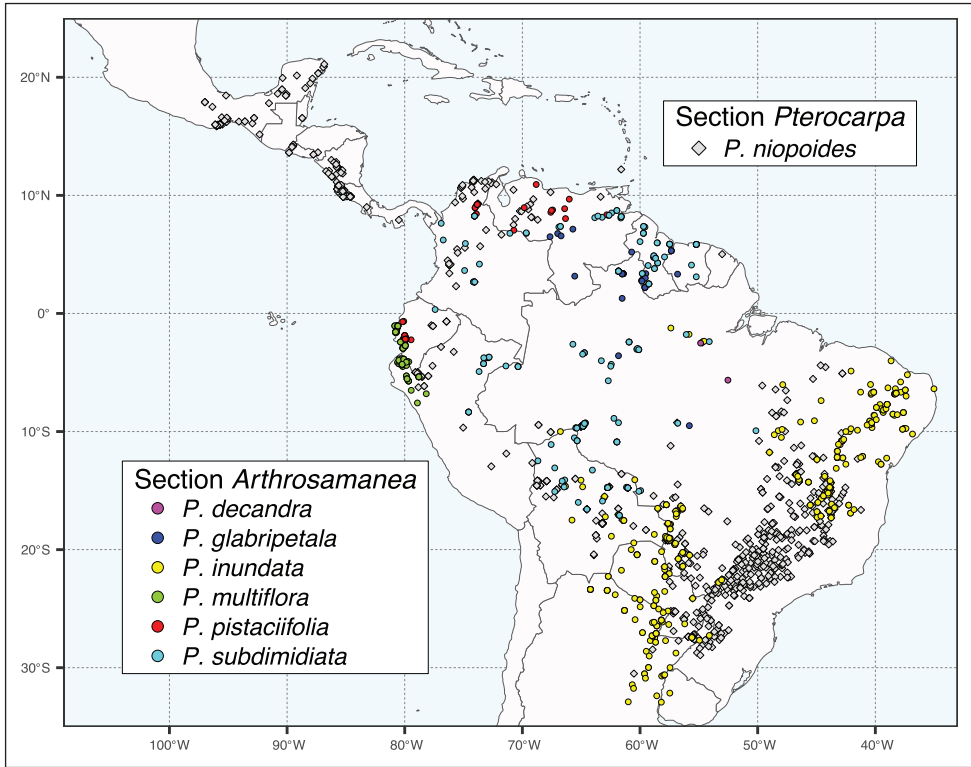 20°N
10°N
0°
10°S
20°S
30°S
Section Pterocarpa
P. niopoides
Section Arthrosamanea
P. decandra
P. glabripetala
P. inundata
P. multiflora
P. pistaciifolia
P. subdimidiata
100°W
90°W
80°W
70°W
60°W
50°W
40°W